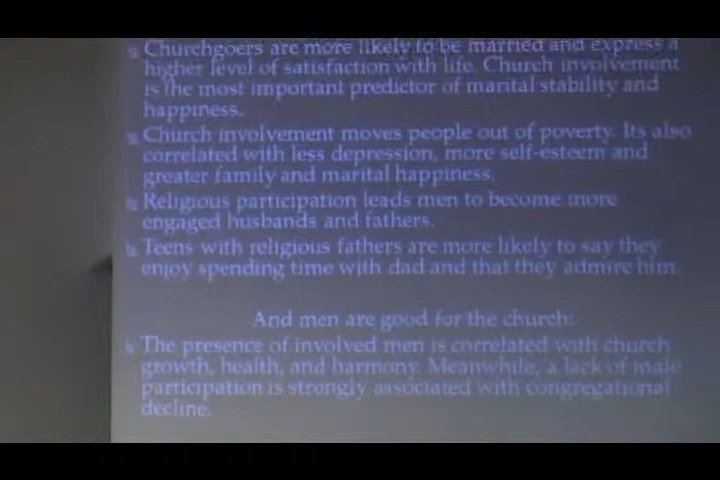 Churchgoers are more likely to be married and express a
higher level of satisfaction with life. Church involvement
is the most important predictor of marital stability and
happiness.
Church involvement moves people out of poverty. Its also
correlated with less depression, more self-esteem and
greater family and marital happiness.
Religious participation leads men to become more
engaged husbands and fathers.
Teens with religious fathers are more likely to say they
enjoy spending time with dad and that they admire him
And men are good for the church:
The presence of involved men is correlated with church
growth, health, and harmony. Meanwhile, a lack of male
participation is strongly associated with congregational
decline.